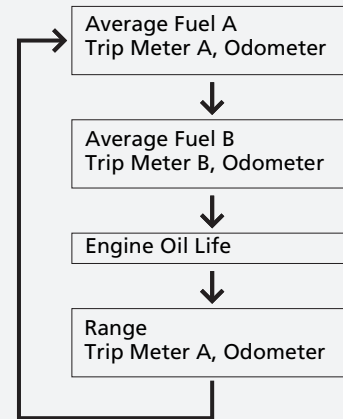 Average Fuel A
Trip Meter A, Odometer
Average Fuel B
Trip Meter B, Odometer
Engine Oil Life
Range
Trip Meter A, Odometer